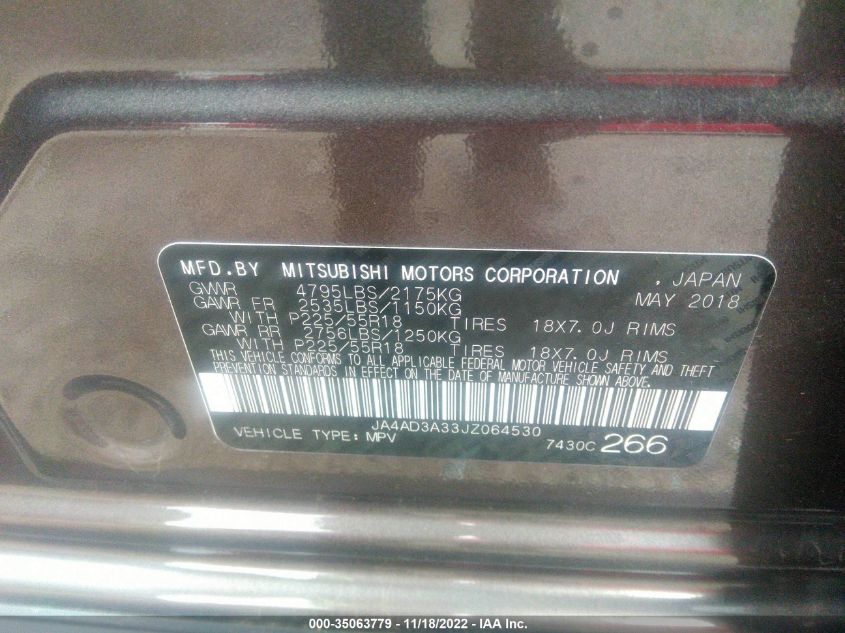 MFD.BY MITSUBISHI MOTORS CORPORATION , JAPAN
GVWR 4795LBS/2175KG MAY 2018
GAWR FR 2535LBS/1150KG
WITH P225/55R18 TIRES 18X7.0J RIMS
GAWR RR 2756LBS/1250KG
WITH P225/55R18 TIRES 18X7.0J RIMS
THIS VEHICLE CONFORMS TO ALL APPLICABLE FEDERAL MOTOR VEHICLE SAFETY AND THEFT
PREVENTION STANDARDS IN EFFECT ON THE DATE OF MANUFACTURE SHOWN ABOVE.
JA4AD3A33JZ064530
VEHICLE TYPE: MPV 7430C 266
000-35063779 - 11/18/2022 - IAA Inc.